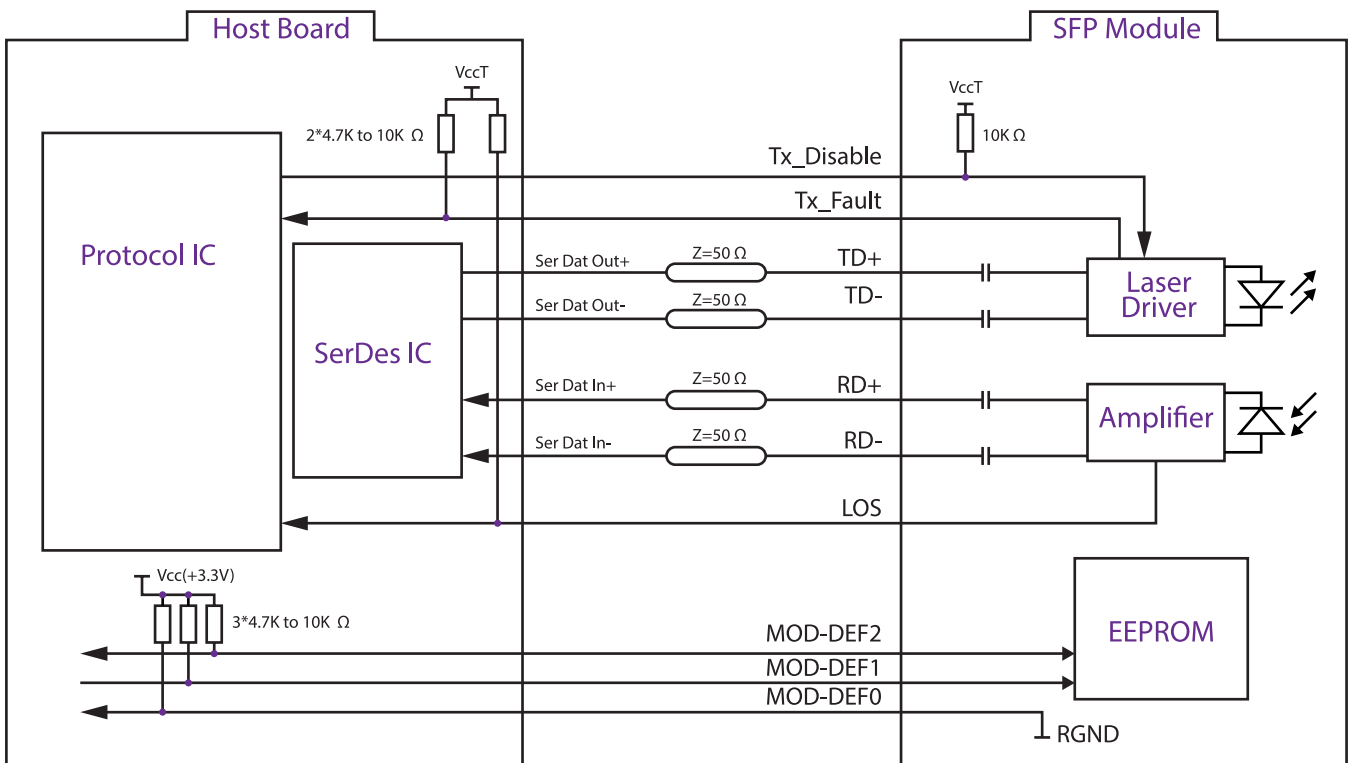 Host Board
SFP Module
VccT
VccT
2*4.7K to 10K Ω
10K Ω
Tx_Disable
Tx_Fault
Protocol IC
Ser Dat Out+
Z=50 Ω
TD+
Ser Dat Out-
Z=50 Ω
TD-
Laser
Driver
SerDes IC
Ser Dat In+
Z=50 Ω
RD+
Ser Dat In-
Z=50 Ω
RD-
Amplifier
LOS
Vcc(+3.3V)
3*4.7K to 10K Ω
MOD-DEF2
MOD-DEF1
MOD-DEF0
EEPROM
RGND